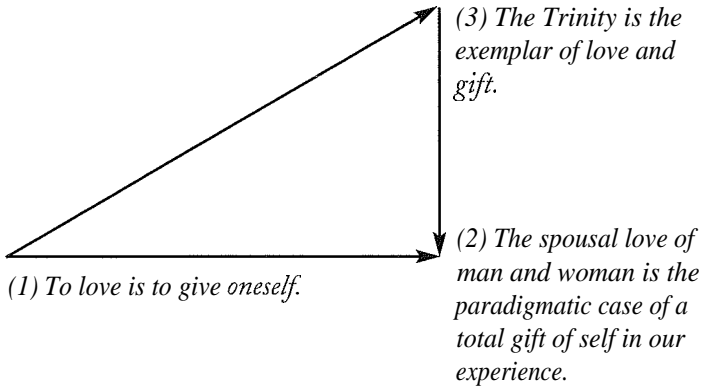 (3) The Trinity is the
exemplar of love and
gift.
(1) To love is to give oneself.
(2) The spousal love of
man and woman is the
paradigmatic case of a
total gift of self in our
experience.